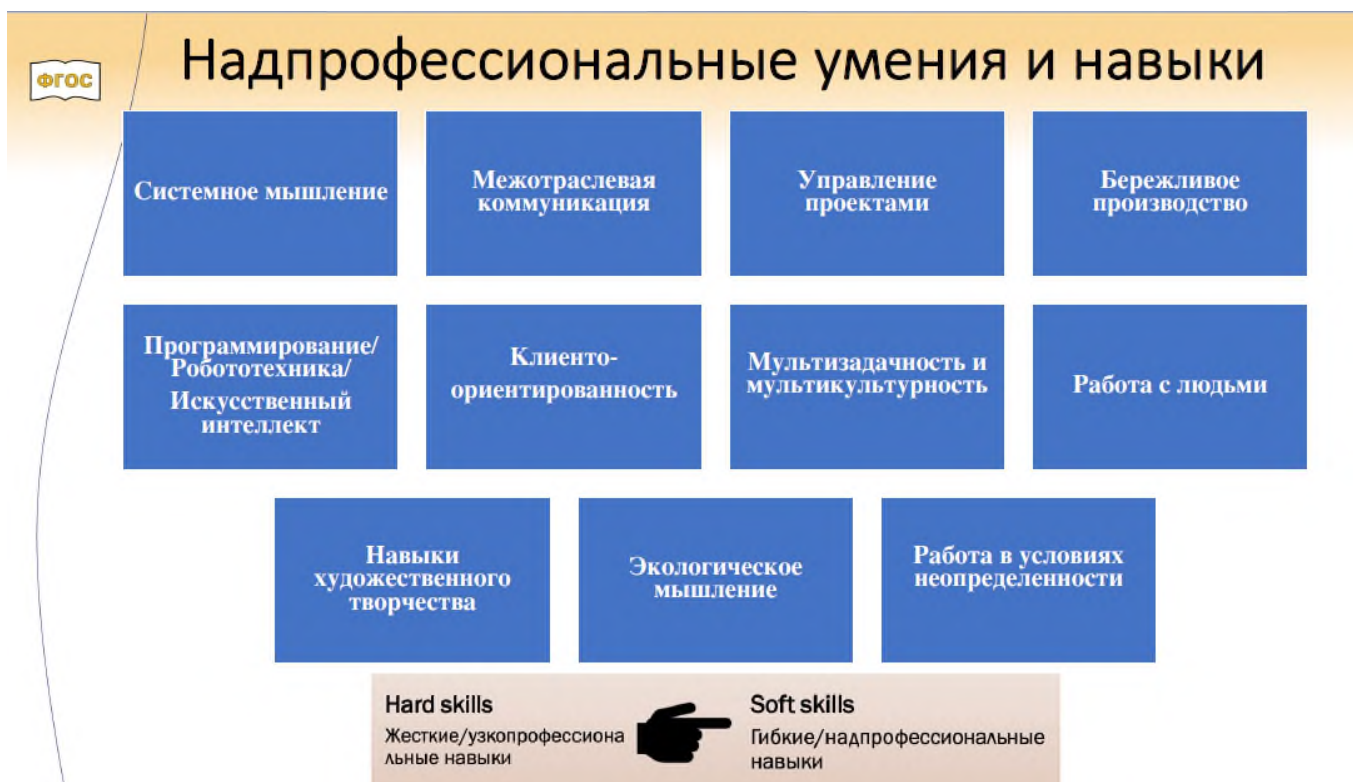 Надпрофессиональные умения и навыки
ФГОС
Системное мышление
Межотраслевая
коммуникация
Управление
проектами
Бережливое
производство
Программирование/
Робототехника/
Искусственный
интеллект
Клиенто-
ориентированность
Мультизадачность и
мультикультурность
Работа с людьми
Навыки
художественного
творчества
Экологическое
мышление
Работа в условиях
неопределенности
Hard skills
Жесткие/узкопрофессиона
льные навыки
Soft skills
Гибкие/надпрофессиональные
навыки